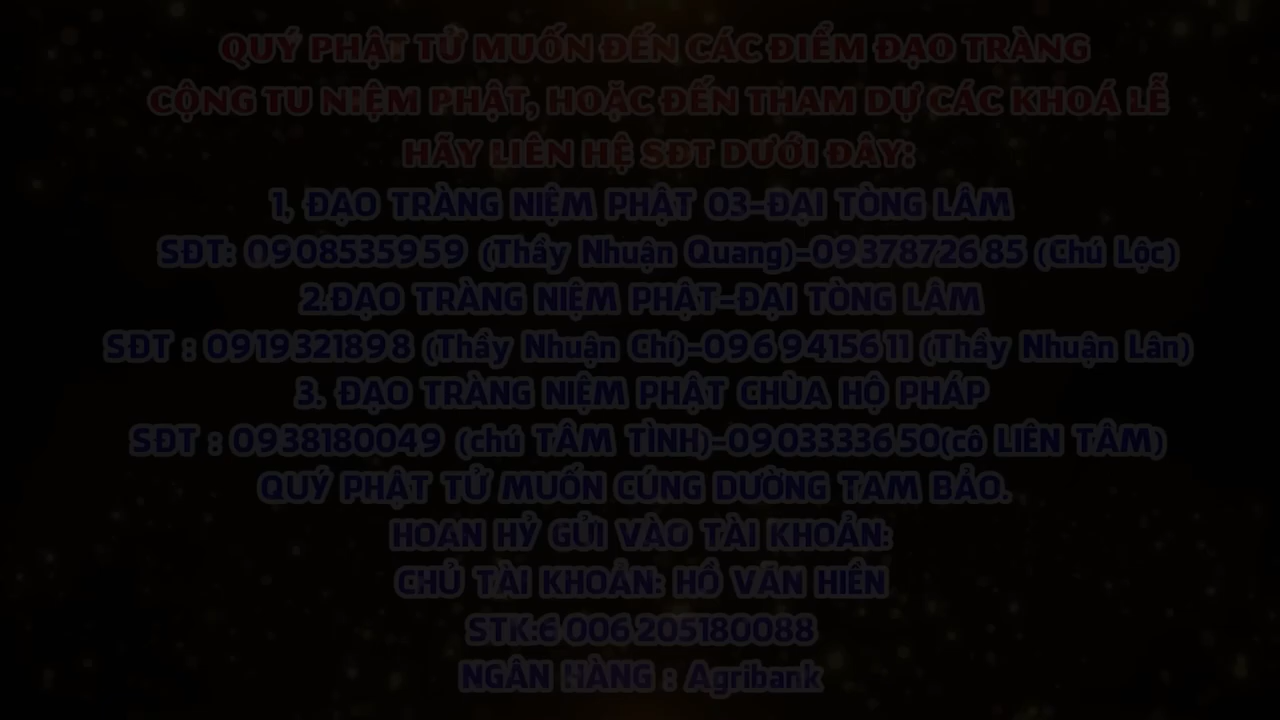 QUÝ PHẬT TỬ MUỐN ĐẾN CÁC ĐIỂM ĐẠO TRÀNG
CỘNG TU NIỆM PHẬT, HOẶC ĐẾN THAM DỰ CÁC KHOÁ LỄ
HÃY LIÊN HỆ SĐT DƯỚI ĐÂY:
1, ĐẠO TRÀNG NIỆM PHẬT 03-ĐẠI TÒNG LÂM
SĐT: 0908535959 (Thầy Nhuận Quang)-0937872685 (Chú Lộc)
2.ĐẠO TRÀNG NIỆM PHẬT-ĐẠI TÒNG LÂM
SĐT : 0919321898 (Thầy Nhuận Chí)-0969415611 (Thầy Nhuận Lân)
3. ĐẠO TRÀNG NIỆM PHẬT CHÙA HỘ PHÁP
SĐT : 0938180049 (chú TÂM TÌNH)-0903333650(cô LIÊN TÂM)
QUÝ PHẬT TỬ MUỐN CÚNG DƯỜNG TAM BẢO.
HOAN HỶ GỬI VÀO TÀI KHOẢN:
CHỦ TÀI KHOẢN: HỒ VĂN HIỀN
STK:6006205180088
NGÂN HÀNG : Agribank